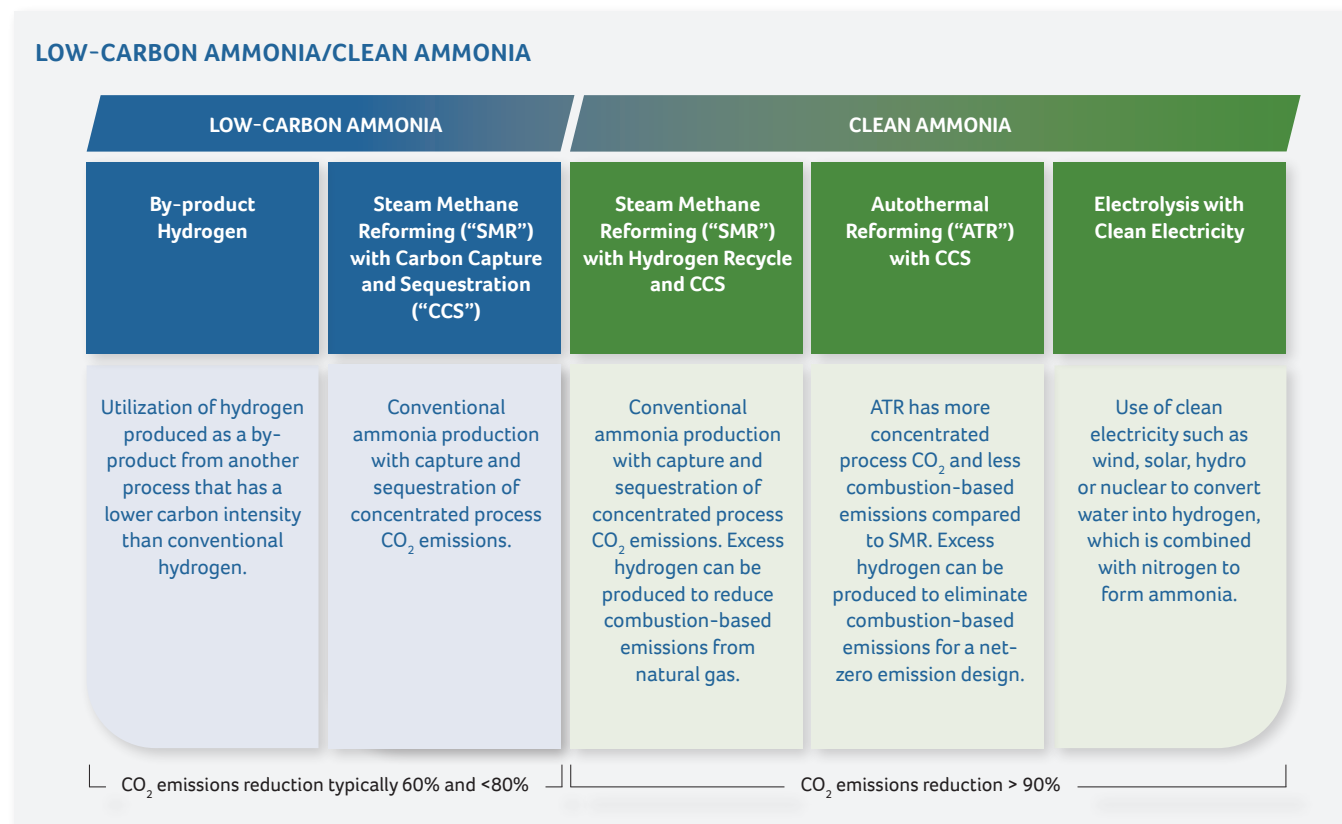 LOW-CARBON AMMONIA/CLEAN AMMONIA
LOW-CARBON AMMONIA
CLEAN AMMONIA
By-product
Hydrogen
Steam Methane
Reforming (“SMR”)
with Carbon Capture
and Sequestration
(“CCS”)
Steam Methane
Reforming (“SMR”)
with Hydrogen Recycle
and CCS
Autothermal
Reforming (“ATR”)
with CCS
Electrolysis with
Clean Electricity
Utilization of hydrogen
produced as a by-
product from another
process that has a
lower carbon intensity
than conventional
hydrogen.
Conventional
ammonia production
with capture and
sequestration of
concentrated process
CO₂ emissions.
Conventional
ammonia production
with capture and
sequestration of
concentrated process
CO₂ emissions. Excess
hydrogen can be
produced to reduce
combustion-based
emissions from
natural gas.
ATR has more
concentrated
process CO₂ and less
combustion-based
emissions compared
to SMR. Excess
hydrogen can be
produced to eliminate
combustion-based
emissions for a net-
zero emission design.
Use of clean
electricity such as
wind, solar, hydro
or nuclear to convert
water into hydrogen,
which is combined
with nitrogen to
form ammonia.
CO₂ emissions reduction typically 60% and <80%
CO₂ emissions reduction > 90%